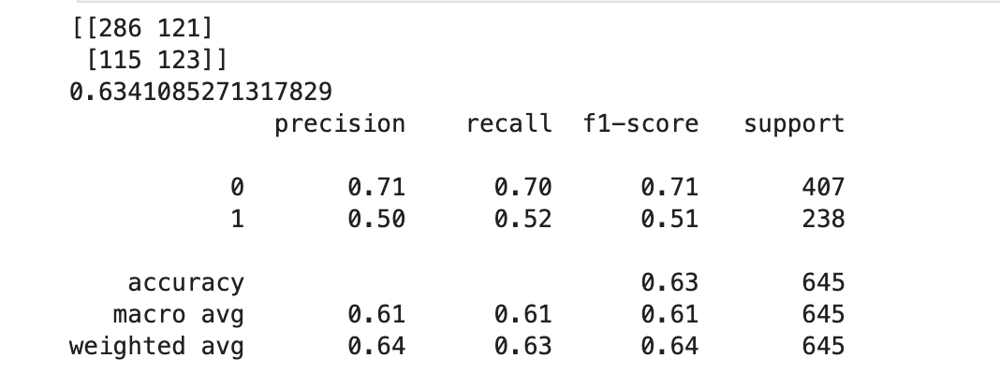 [[286 121]
 [115 123]]
0.6341085271317829
              precision    recall  f1-score   support

           0       0.71      0.70      0.71       407
           1       0.50      0.52      0.51       238

    accuracy                           0.63       645
   macro avg       0.61      0.61      0.61       645
weighted avg       0.64      0.63      0.64       645